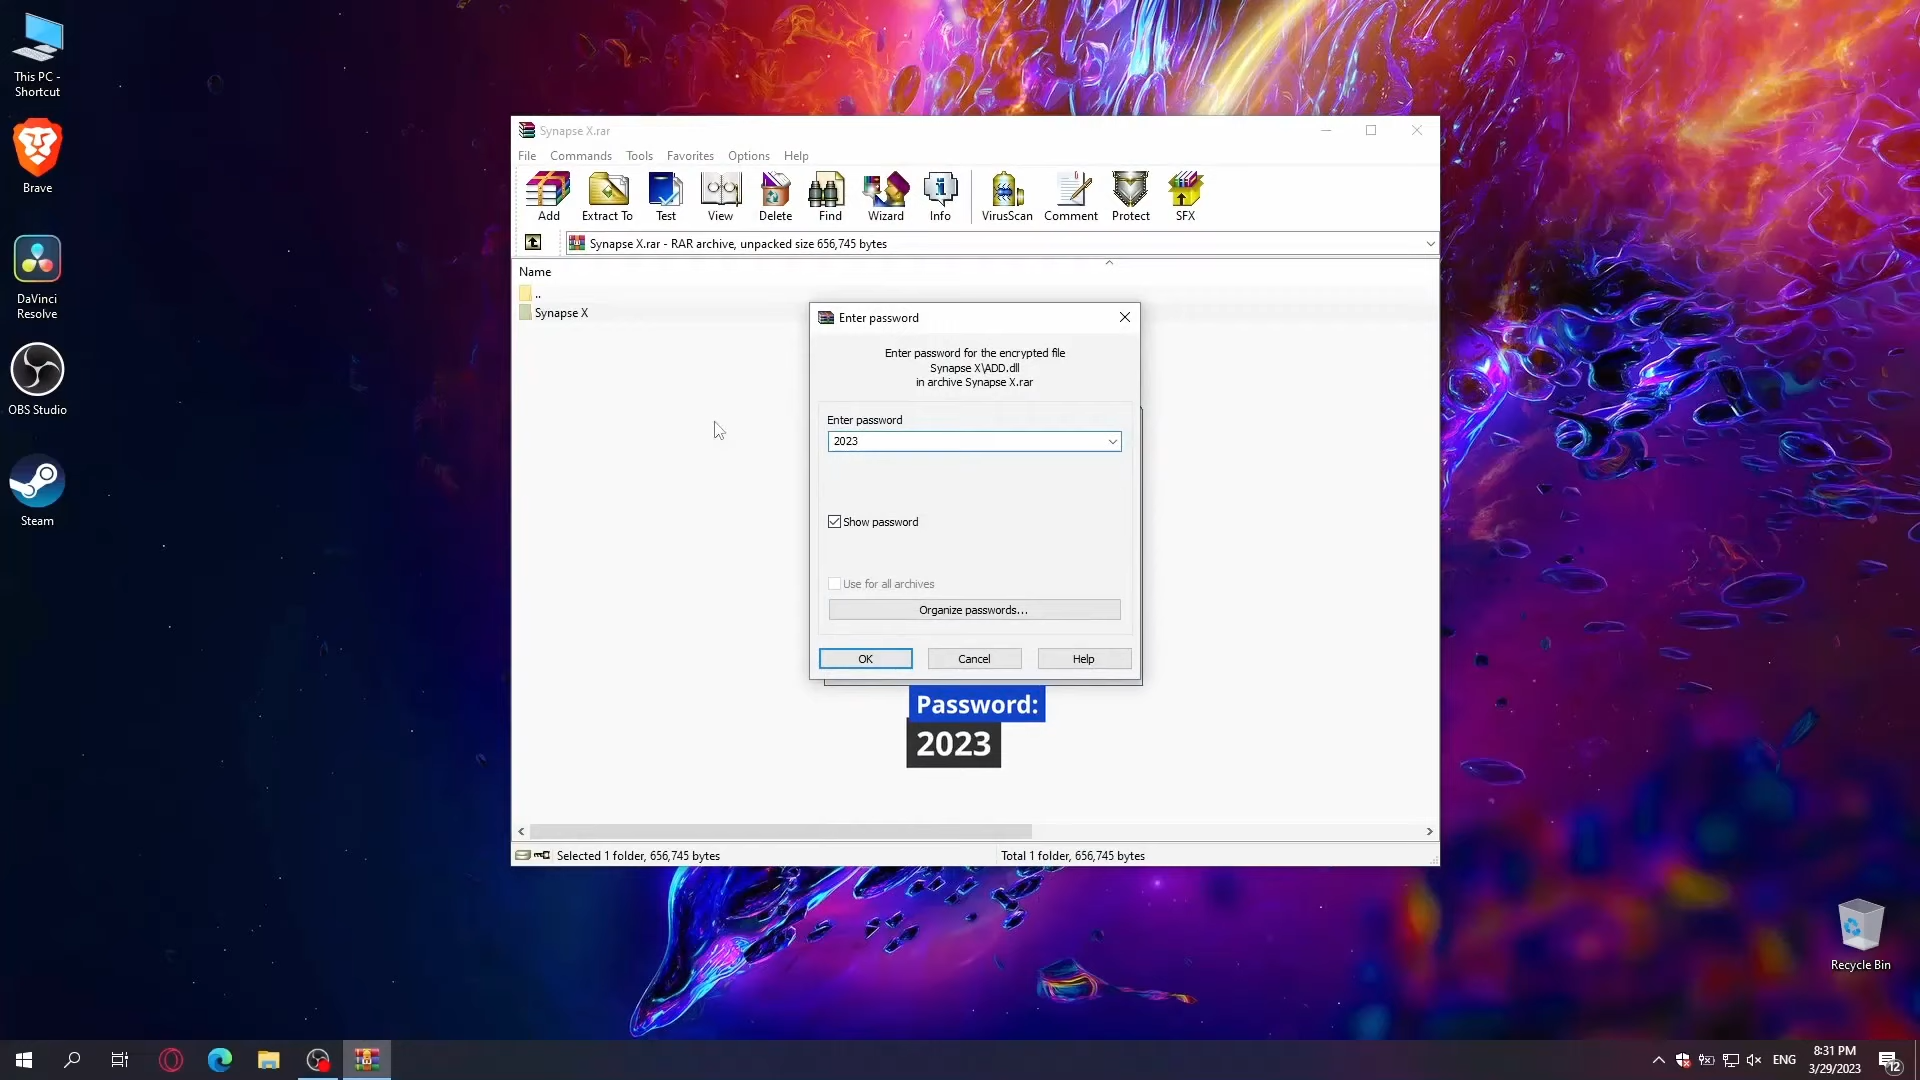 This PC -
Shortcut
Brave
DaVinci
Resolve
OBS Studio
Steam
Synapse X.rar
File Commands Tools Favorites Options Help
Add Extract To Test View Delete Find Wizard Info VirusScan Comment Protect SFX
Synapse X.rar - RAR archive, unpacked size 656,745 bytes
Name
..
Synapse X
Enter password
Enter password for the encrypted file
Synapse X\ADD.dll
in archive Synapse X.rar
Enter password
2023
Show password
Use for all archives
Organize passwords...
OK Cancel Help
Password:
2023
Selected 1 folder, 656,745 bytes Total 1 folder, 656,745 bytes
Recycle Bin
ENG
8:31 PM
3/29/2023
12